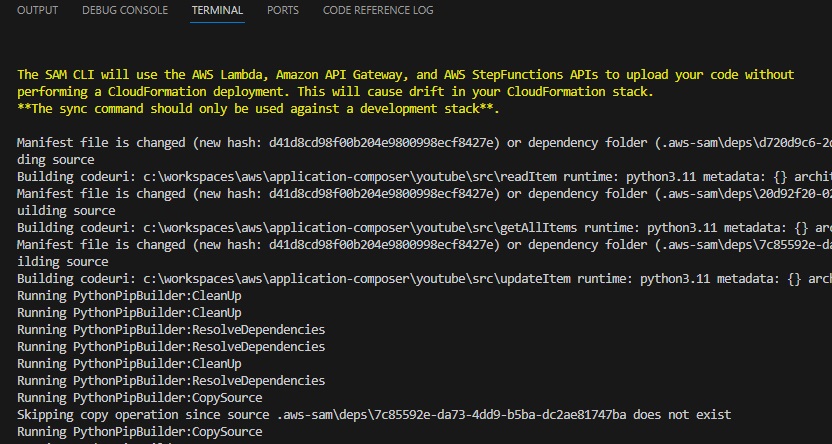 OUTPUT DEBUG CONSOLE TERMINAL PORTS CODE REFERENCE LOG
The SAM CLI will use the AWS Lambda, Amazon API Gateway, and AWS StepFunctions APIs to upload your code without
performing a CloudFormation deployment. This will cause drift in your CloudFormation stack.
**The sync command should only be used against a development stack**.
Manifest file is changed (new hash: d41d8cd98f00b204e9800998ecf8427e) or dependency folder (.aws-sam\deps\d720d9c6-2
ding source
Building codeuri: c:\workspaces\aws\application-composer\youtube\src\readItem runtime: python3.11 metadata: {} archit
Manifest file is changed (new hash: d41d8cd98f00b204e9800998ecf8427e) or dependency folder (.aws-sam\deps\20d92f20-02
uilding source
Building codeuri: c:\workspaces\aws\application-composer\youtube\src\getAllItems runtime: python3.11 metadata: {} arc
Manifest file is changed (new hash: d41d8cd98f00b204e9800998ecf8427e) or dependency folder (.aws-sam\deps\7c85592e-da
ilding source
Building codeuri: c:\workspaces\aws\application-composer\youtube\src\updateItem runtime: python3.11 metadata: {} arch
Running PythonPipBuilder:CleanUp
Running PythonPipBuilder:CleanUp
Running PythonPipBuilder:ResolveDependencies
Running PythonPipBuilder:ResolveDependencies
Running PythonPipBuilder:CleanUp
Running PythonPipBuilder:ResolveDependencies
Running PythonPipBuilder:CopySource
Skipping copy operation since source .aws-sam\deps\7c85592e-da73-4dd9-b5ba-dc2ae81747ba does not exist
Running PythonPipBuilder:CopySource